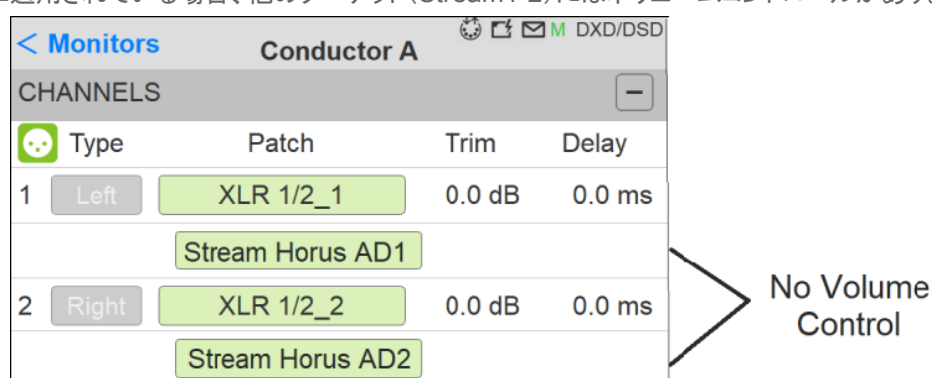 < Monitors Conductor A M DXD/DSD
CHANNELS
Type Patch Trim Delay
1 Left XLR 1/2_1 0.0 dB 0.0 ms
Stream Horus AD1
2 Right XLR 1/2_2 0.0 dB 0.0 ms
Stream Horus AD2
No Volume
Control